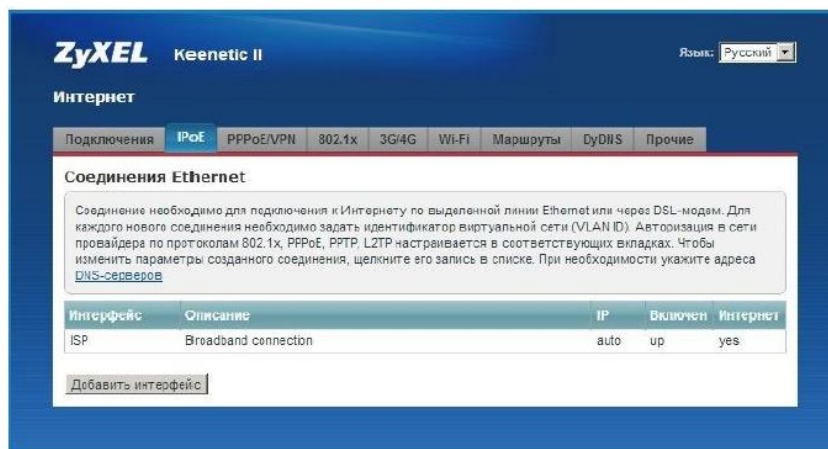 ZyXEL Keenetic II
Язык: Русский
Интернет
Подключения IPoE PPPoE/VPN 802.1x 3G/4G Wi-Fi Маршруты DyDNS Прочие
Соединения Ethernet
Соединение необходимо для подключения к Интернету по выделенной линии Ethernet или через DSL-модем. Для
каждого нового соединения необходимо задать идентификатор виртуальной сети (VLAN ID). Авторизация в сети
провайдера по протоколам 802.1x, PPPoE, PPTP, L2TP настраивается в соответствующих вкладках. Чтобы
изменить параметры созданного соединения, щелкните его запись в списке. При необходимости укажите адреса
DNS-серверов
Интерфейс Описание IP Включен Интернет
ISP Broadband connection auto up yes
Добавить интерфейс